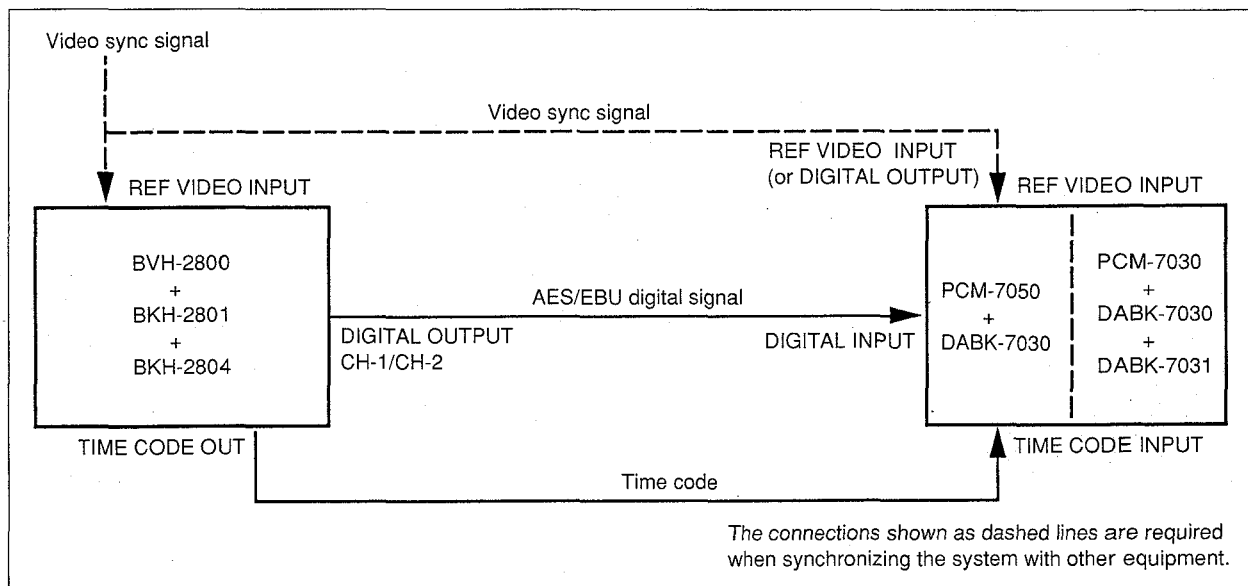 Video sync signal
Video sync signal
REF VIDEO INPUT
(or DIGITAL OUTPUT)
REF VIDEO INPUT
REF VIDEO INPUT
BVH-2800
+
BKH-2801
+
BKH-2804
AES/EBU digital signal
DIGITAL OUTPUT
CH-1/CH-2
DIGITAL INPUT
PCM-7050
+
DABK-7030
PCM-7030
+
DABK-7030
+
DABK-7031
TIME CODE OUT
TIME CODE INPUT
Time code
The connections shown as dashed lines are required
when synchronizing the system with other equipment.